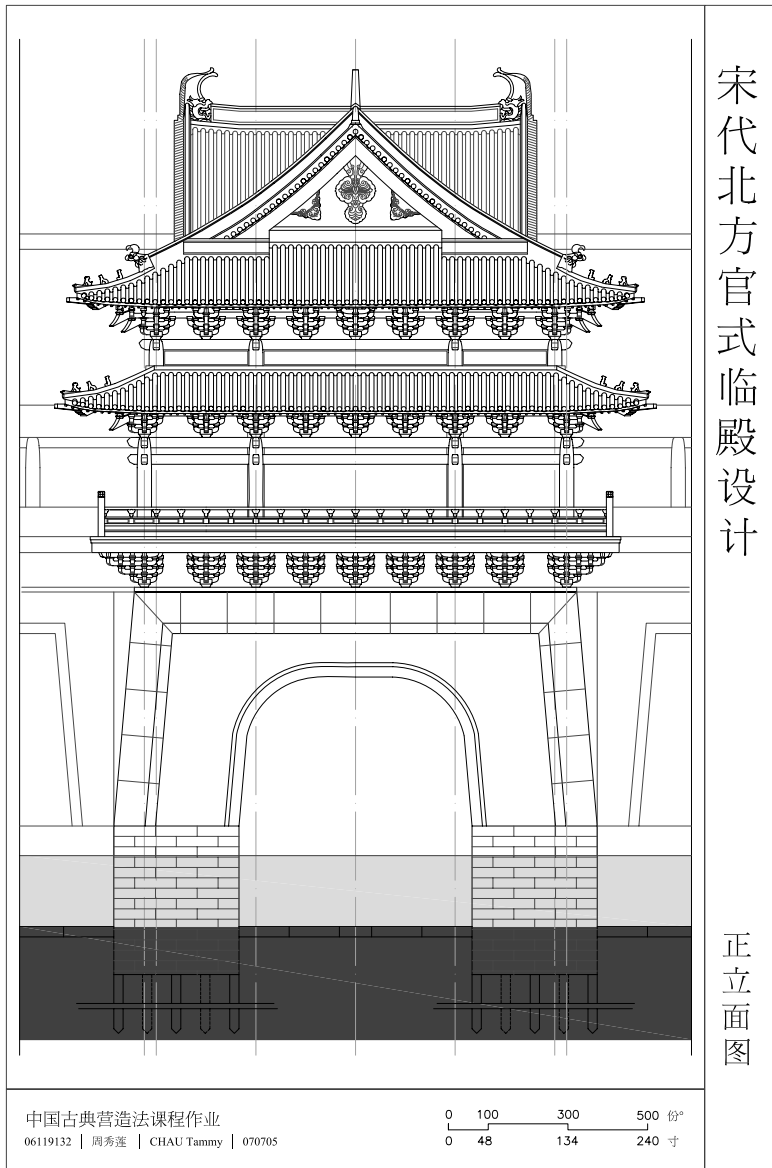 宋代北方官式临殿设计
正立面图
中国古典营造法课程作业
06119132 | 周秀莲 | CHAU Tammy | 070705
0 100 300 500 份°
0 48 134 240 寸